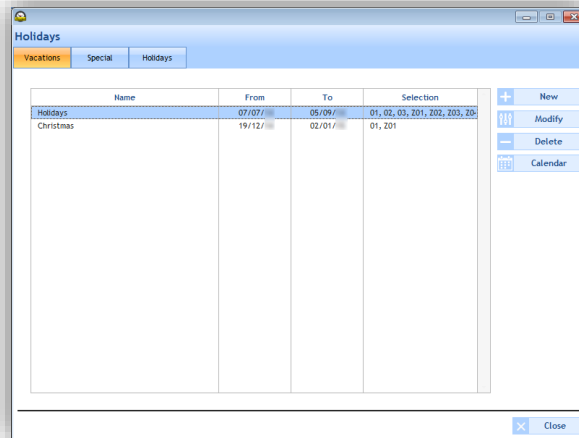 Holidays
Vacations Special Holidays
Name From To Selection
Holidays 07/07/ 05/09/ 01, 02, 03, Z01, Z02, Z03, Z0
Christmas 19/12/ 02/01/ 01, Z01
New
Modify
Delete
Calendar
Close